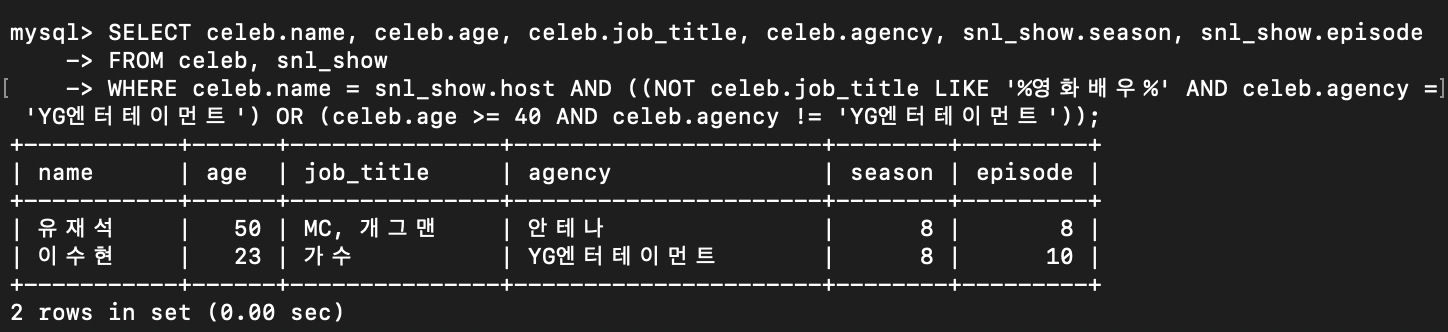 mysql> SELECT celeb.name, celeb.age, celeb.job_title, celeb.agency, snl_show.season, snl_show.episode
    -> FROM celeb, snl_show
[    -> WHERE celeb.name = snl_show.host AND ((NOT celeb.job_title LIKE '%영화배우%' AND celeb.agency =]
 'YG엔터테이먼트') OR (celeb.age >= 40 AND celeb.agency != 'YG엔터테이먼트'));
+-----------+------+---------------+----------------------+--------+---------+
| name      | age  | job_title     | agency               | season | episode |
+-----------+------+---------------+----------------------+--------+---------+
| 유재석    |   50 | MC, 개그맨    | 안테나               |      8 |       8 |
| 이수현    |   23 | 가수          | YG엔터테이먼트       |      8 |      10 |
+-----------+------+---------------+----------------------+--------+---------+
2 rows in set (0.00 sec)